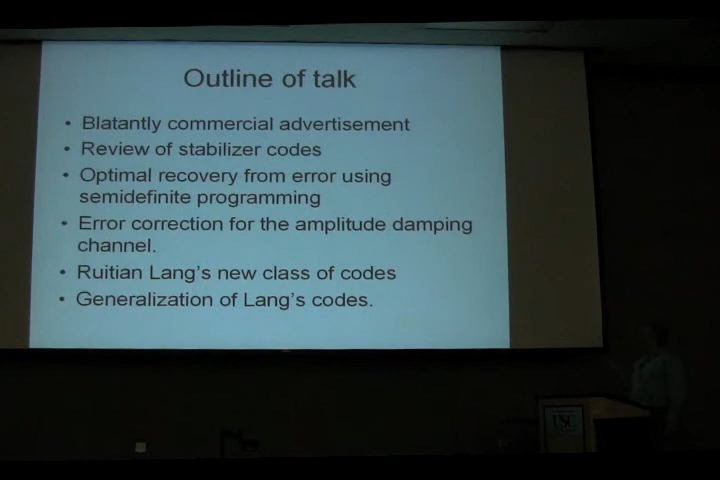 Outline of talk
• Blatantly commercial advertisement
• Review of stabilizer codes
• Optimal recovery from error using
semidefinite programming
• Error correction for the amplitude damping
channel.
• Ruitian Lang's new class of codes
• Generalization of Lang's codes.
USC